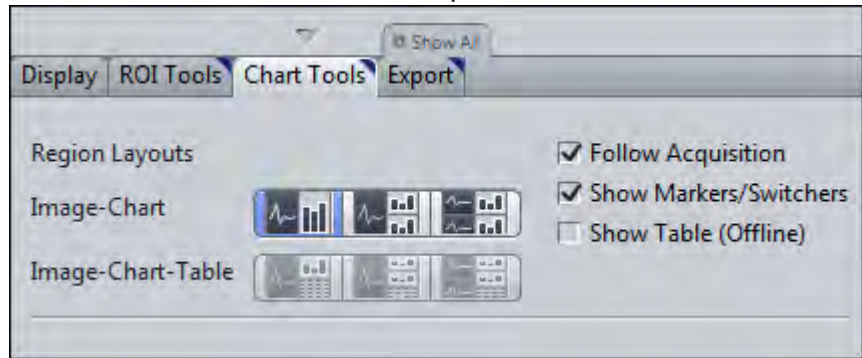 Show All
Display ROI Tools Chart Tools Export
Region Layouts
Follow Acquisition
Image-Chart
Show Markers/Switchers
Show Table (Offline)
Image-Chart-Table